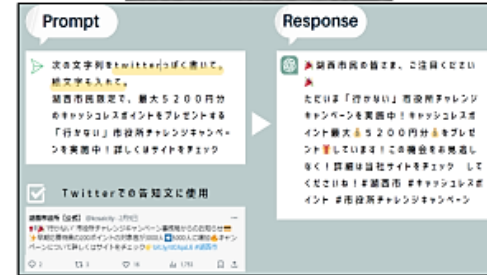 Prompt
次の文字列をtwitterっぽく書いて。
絵文字も入れて。
湖西市民限定で、最大5200円分
のキャッシュレスポイントをプレゼントする
「行かない」市役所チャレンジキャンペー
ンを実施中！詳しくはサイトをチェック
Twitterでの告知文に使用
湖西市役所【公式】
Response
湖西市民の皆さま、ご注目ください
ただいま「行かない」市役所チャレンジ
キャンペーンを実施中！キャッシュレスポ
イント最大💰5200円分💰をプレゼ
ント🎁しています！この機会をお見逃し
なく！詳細は当社サイトをチェック して
くださいね！#湖西市 #キャッシュレスポ
イント #市役所チャレンジキャンペーン